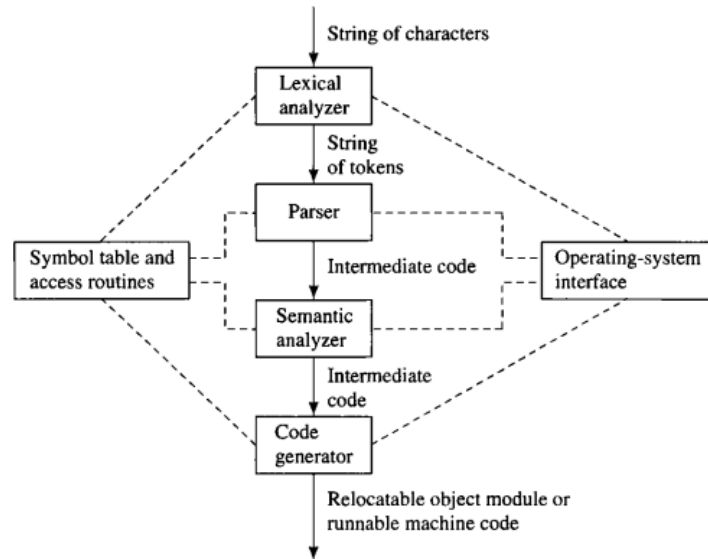 String of characters
Lexical
analyzer
String
of tokens
Parser
Symbol table and
access routines
Intermediate code
Operating-system
interface
Semantic
analyzer
Intermediate
code
Code
generator
Relocatable object module or
runnable machine code